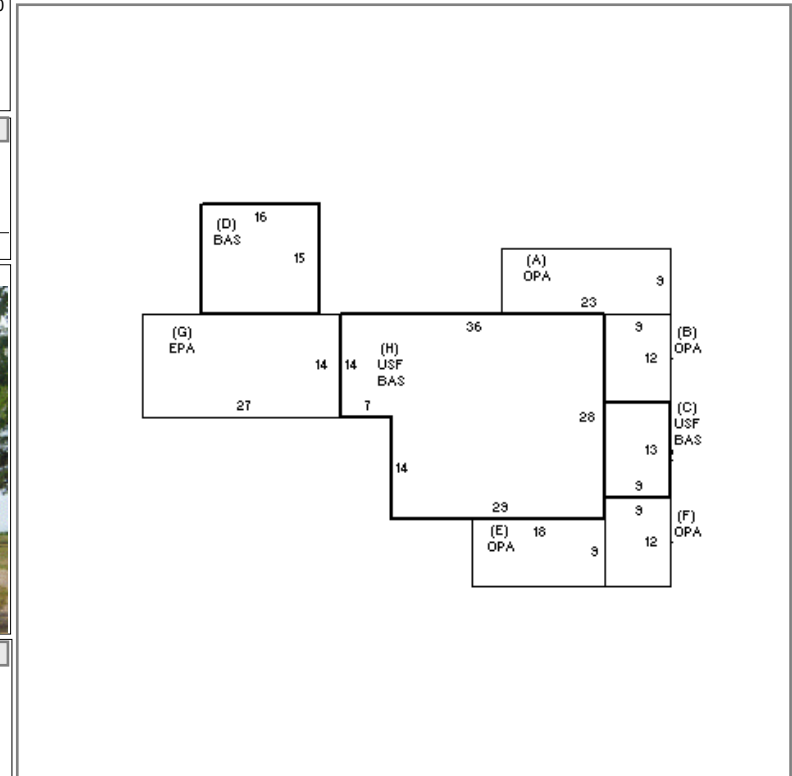 16
(D)
BAS
15
(A)
OPA
9
23
(G)
EPA
14
27
36
14
(H)
USF
BAS
7
28
14
29
9
12
(B)
OPA
(C)
USF
BAS
13
9
(E)
OPA
18
9
9
12
(F)
OPA